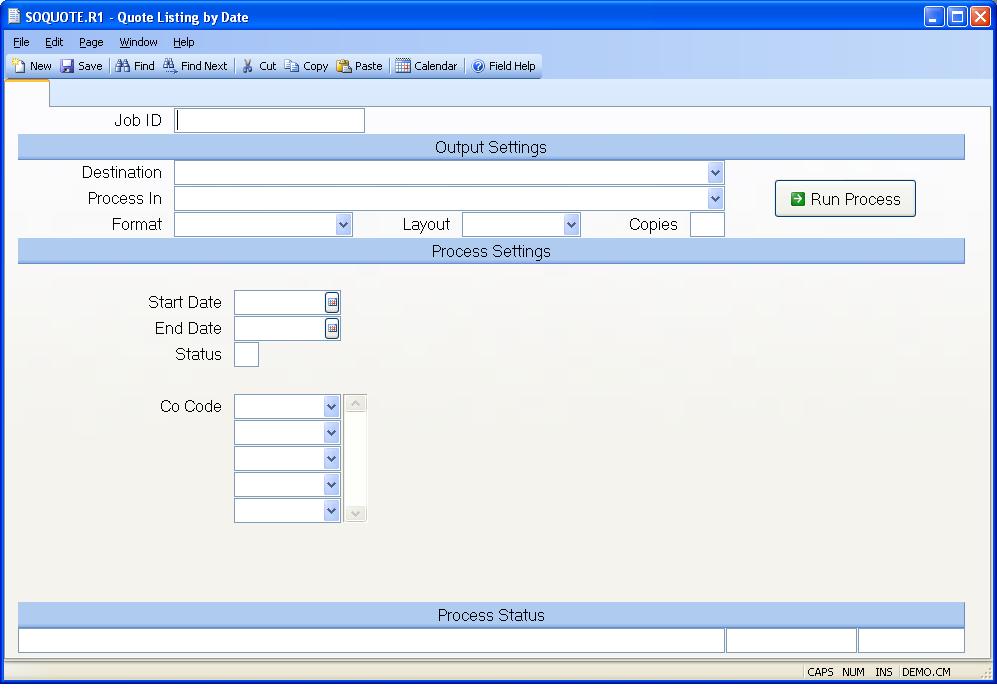 SOQUOTE.R1 - Quote Listing by Date
File Edit Page Window Help
New Save Find Find Next Cut Copy Paste Calendar Field Help
Job ID
Output Settings
Destination
Process In
Run Process
Format Layout Copies
Process Settings
Start Date
End Date
Status
Co Code
Process Status
CAPS NUM INS DEMO.CM